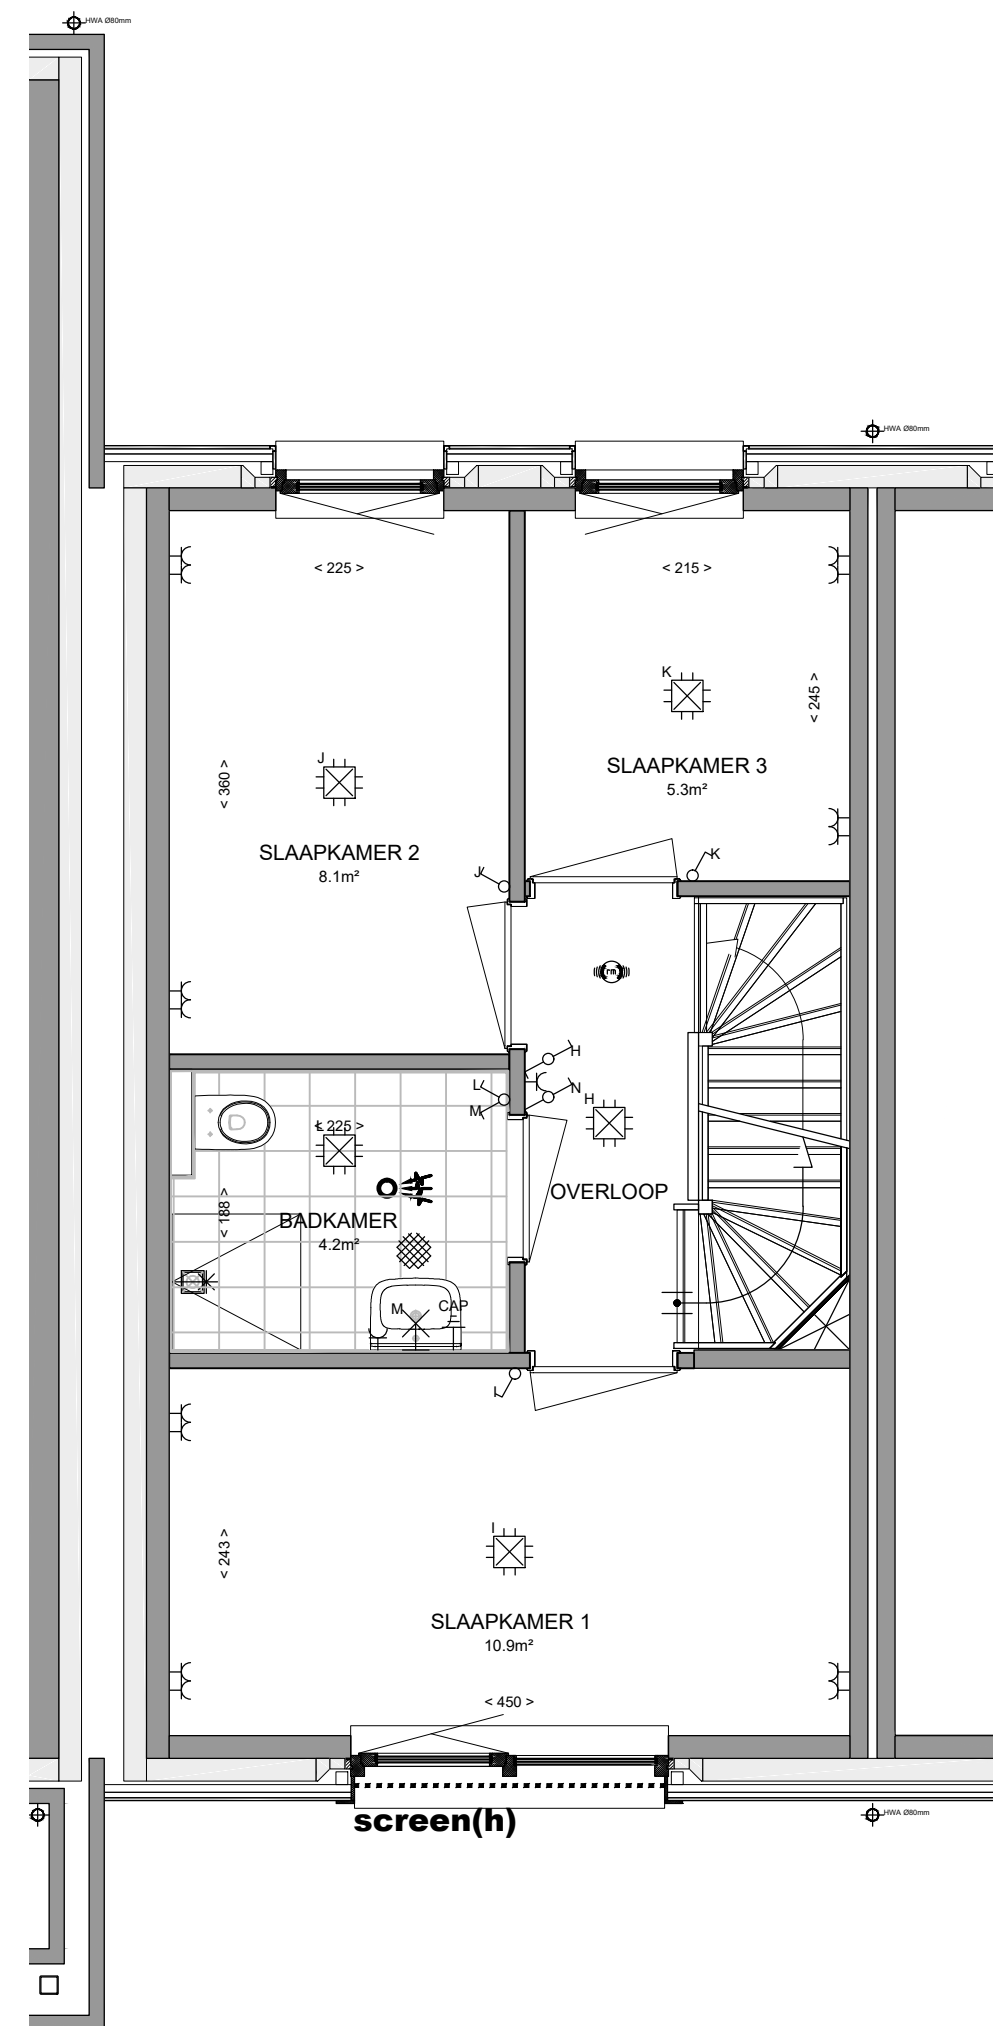 HWA Ø80mm
HWA Ø80mm
< 225 >
< 215 >
K
< 245 >
J
< 360 >
SLAAPKAMER 3
5.3m²
SLAAPKAMER 2
8.1m²
J
K
rm
H
L
N
M
H
< 225 >
OVERLOOP
< 188 >
BADKAMER
4.2m²
M
CAP
I
I
< 243 >
SLAAPKAMER 1
10.9m²
< 450 >
screen(h)
HWA Ø80mm